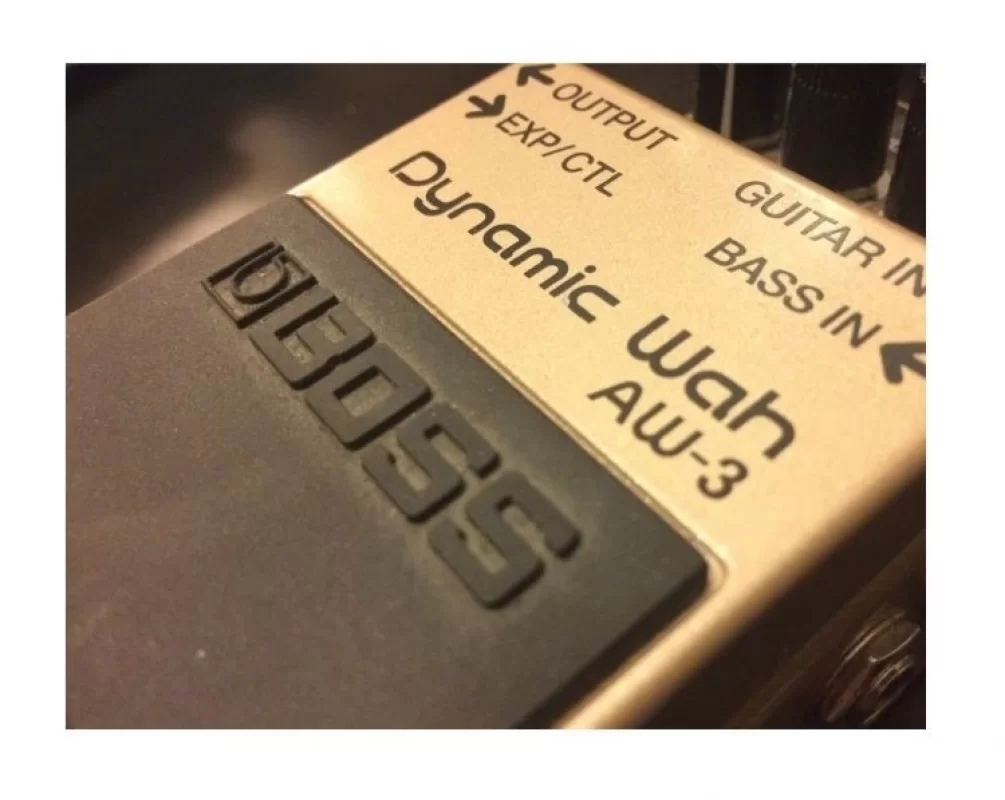 OUTPUT
EXP/CTL
GUITAR IN
BASS IN
Dynamic Wah
AW-3
BOSS